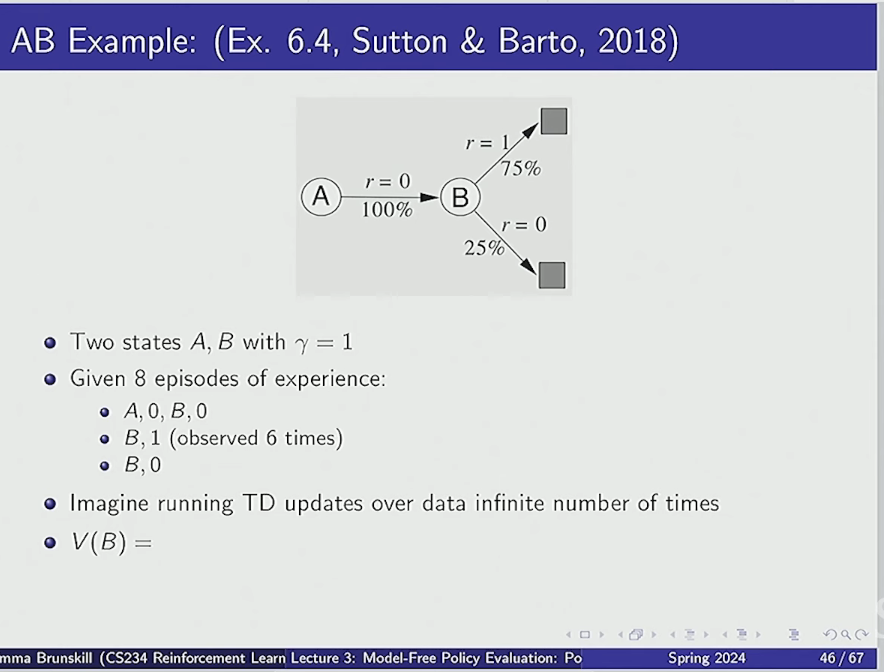 AB Example: (Ex. 6.4, Sutton & Barto, 2018)
r = 1
75%
A
r = 0
100%
B
r = 0
25%
Two states A, B with γ = 1
Given 8 episodes of experience:
A, 0, B, 0
B, 1 (observed 6 times)
B, 0
Imagine running TD updates over data infinite number of times
V(B) =
mma Brunskill (CS234 Reinforcement Learn Lecture 3: Model-Free Policy Evaluation: Po Spring 2024 46 / 67